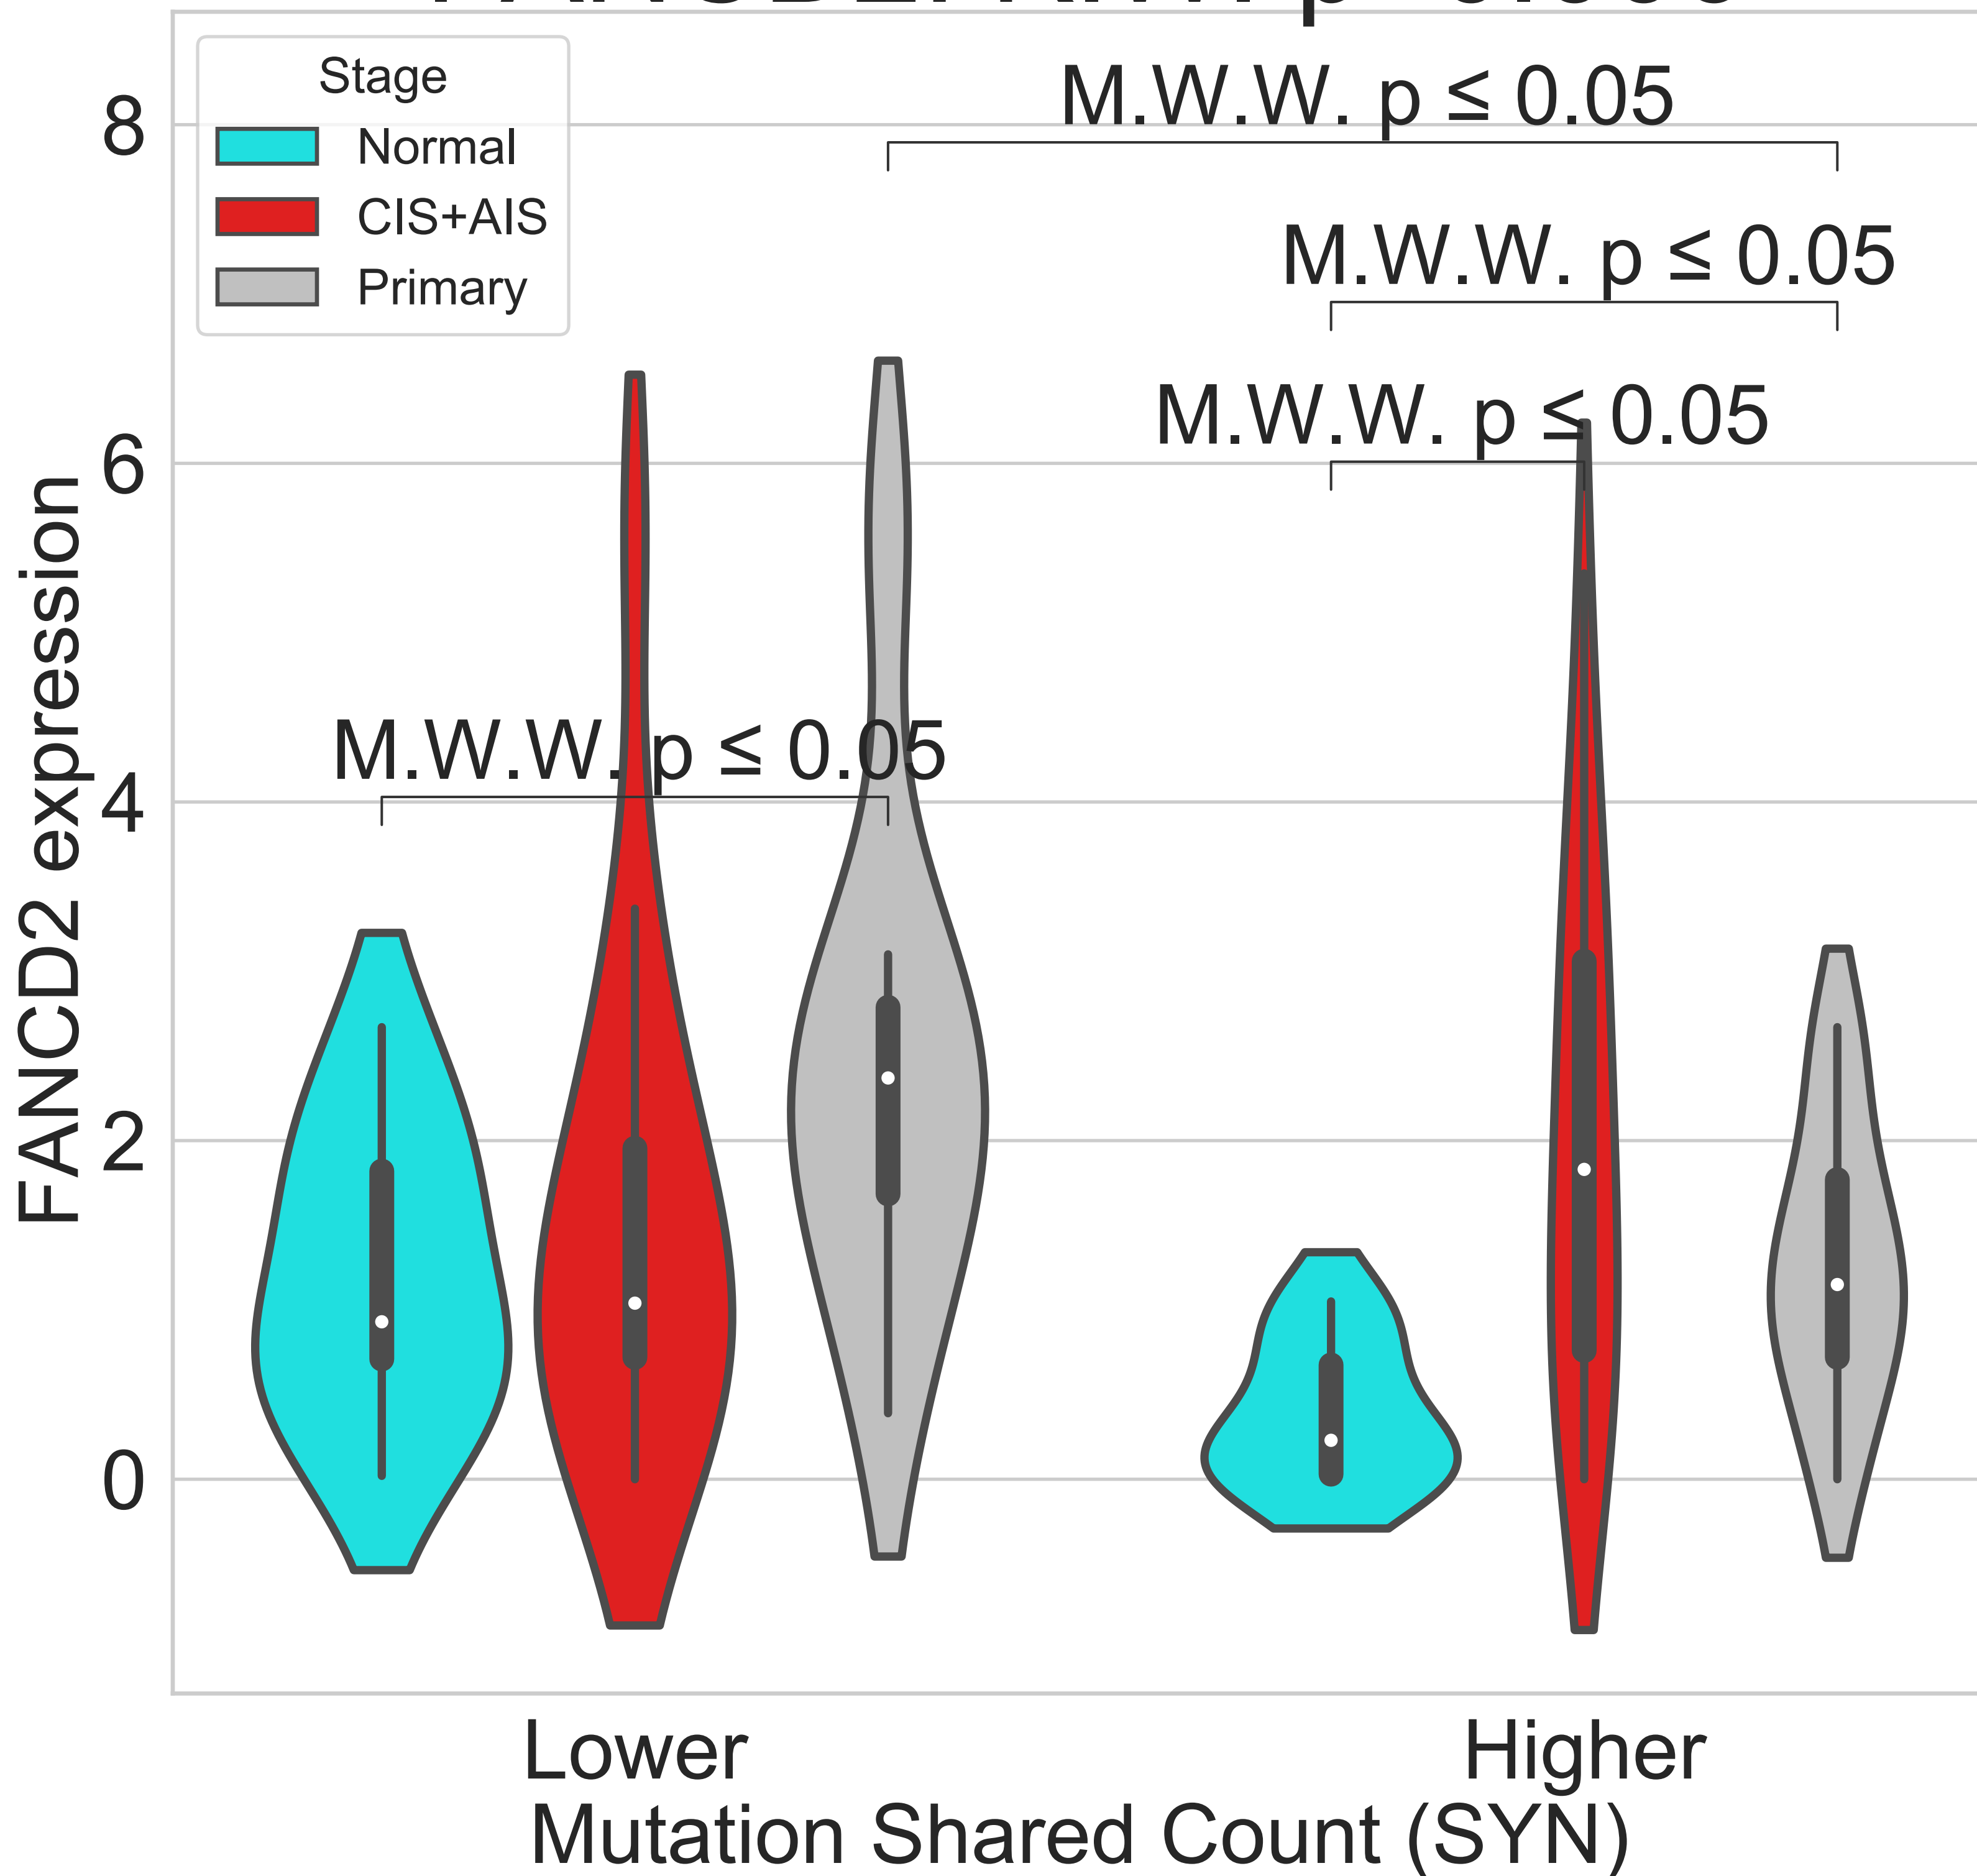 M.W.W. p ≤ 0.05
Stage
Normal
CIS+AIS
Primary
M.W.W. p ≤ 0.05
M.W.W. p ≤ 0.05
M.W.W. p ≤ 0.05
8
6
4
2
0
FANCD2 expression
Lower
Higher
Mutation Shared Count (SYN)